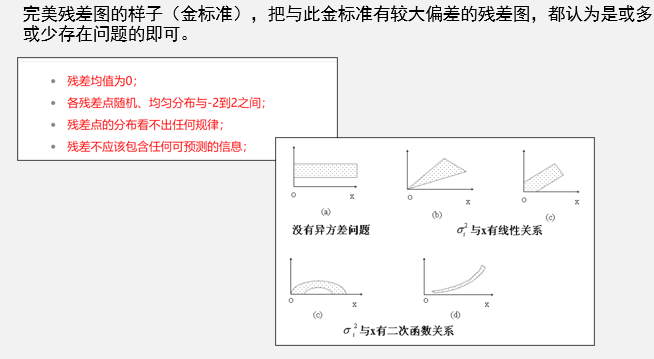 完美残差图的样子（金标准），把与此金标准有较大偏差的残差图，都认为是或多
或少存在问题的即可。
• 残差均值为0；
• 各残差点随机、均匀分布与-2到2之间；
• 残差点的分布看不出任何规律；
• 残差不应该包含任何可预测的信息；
O x
O x
O x
(a)
(b)
(c)
没有异方差问题
σᵢ² 与x有线性关系
O x
O x
(c)
(d)
σᵢ² 与x有二次函数关系